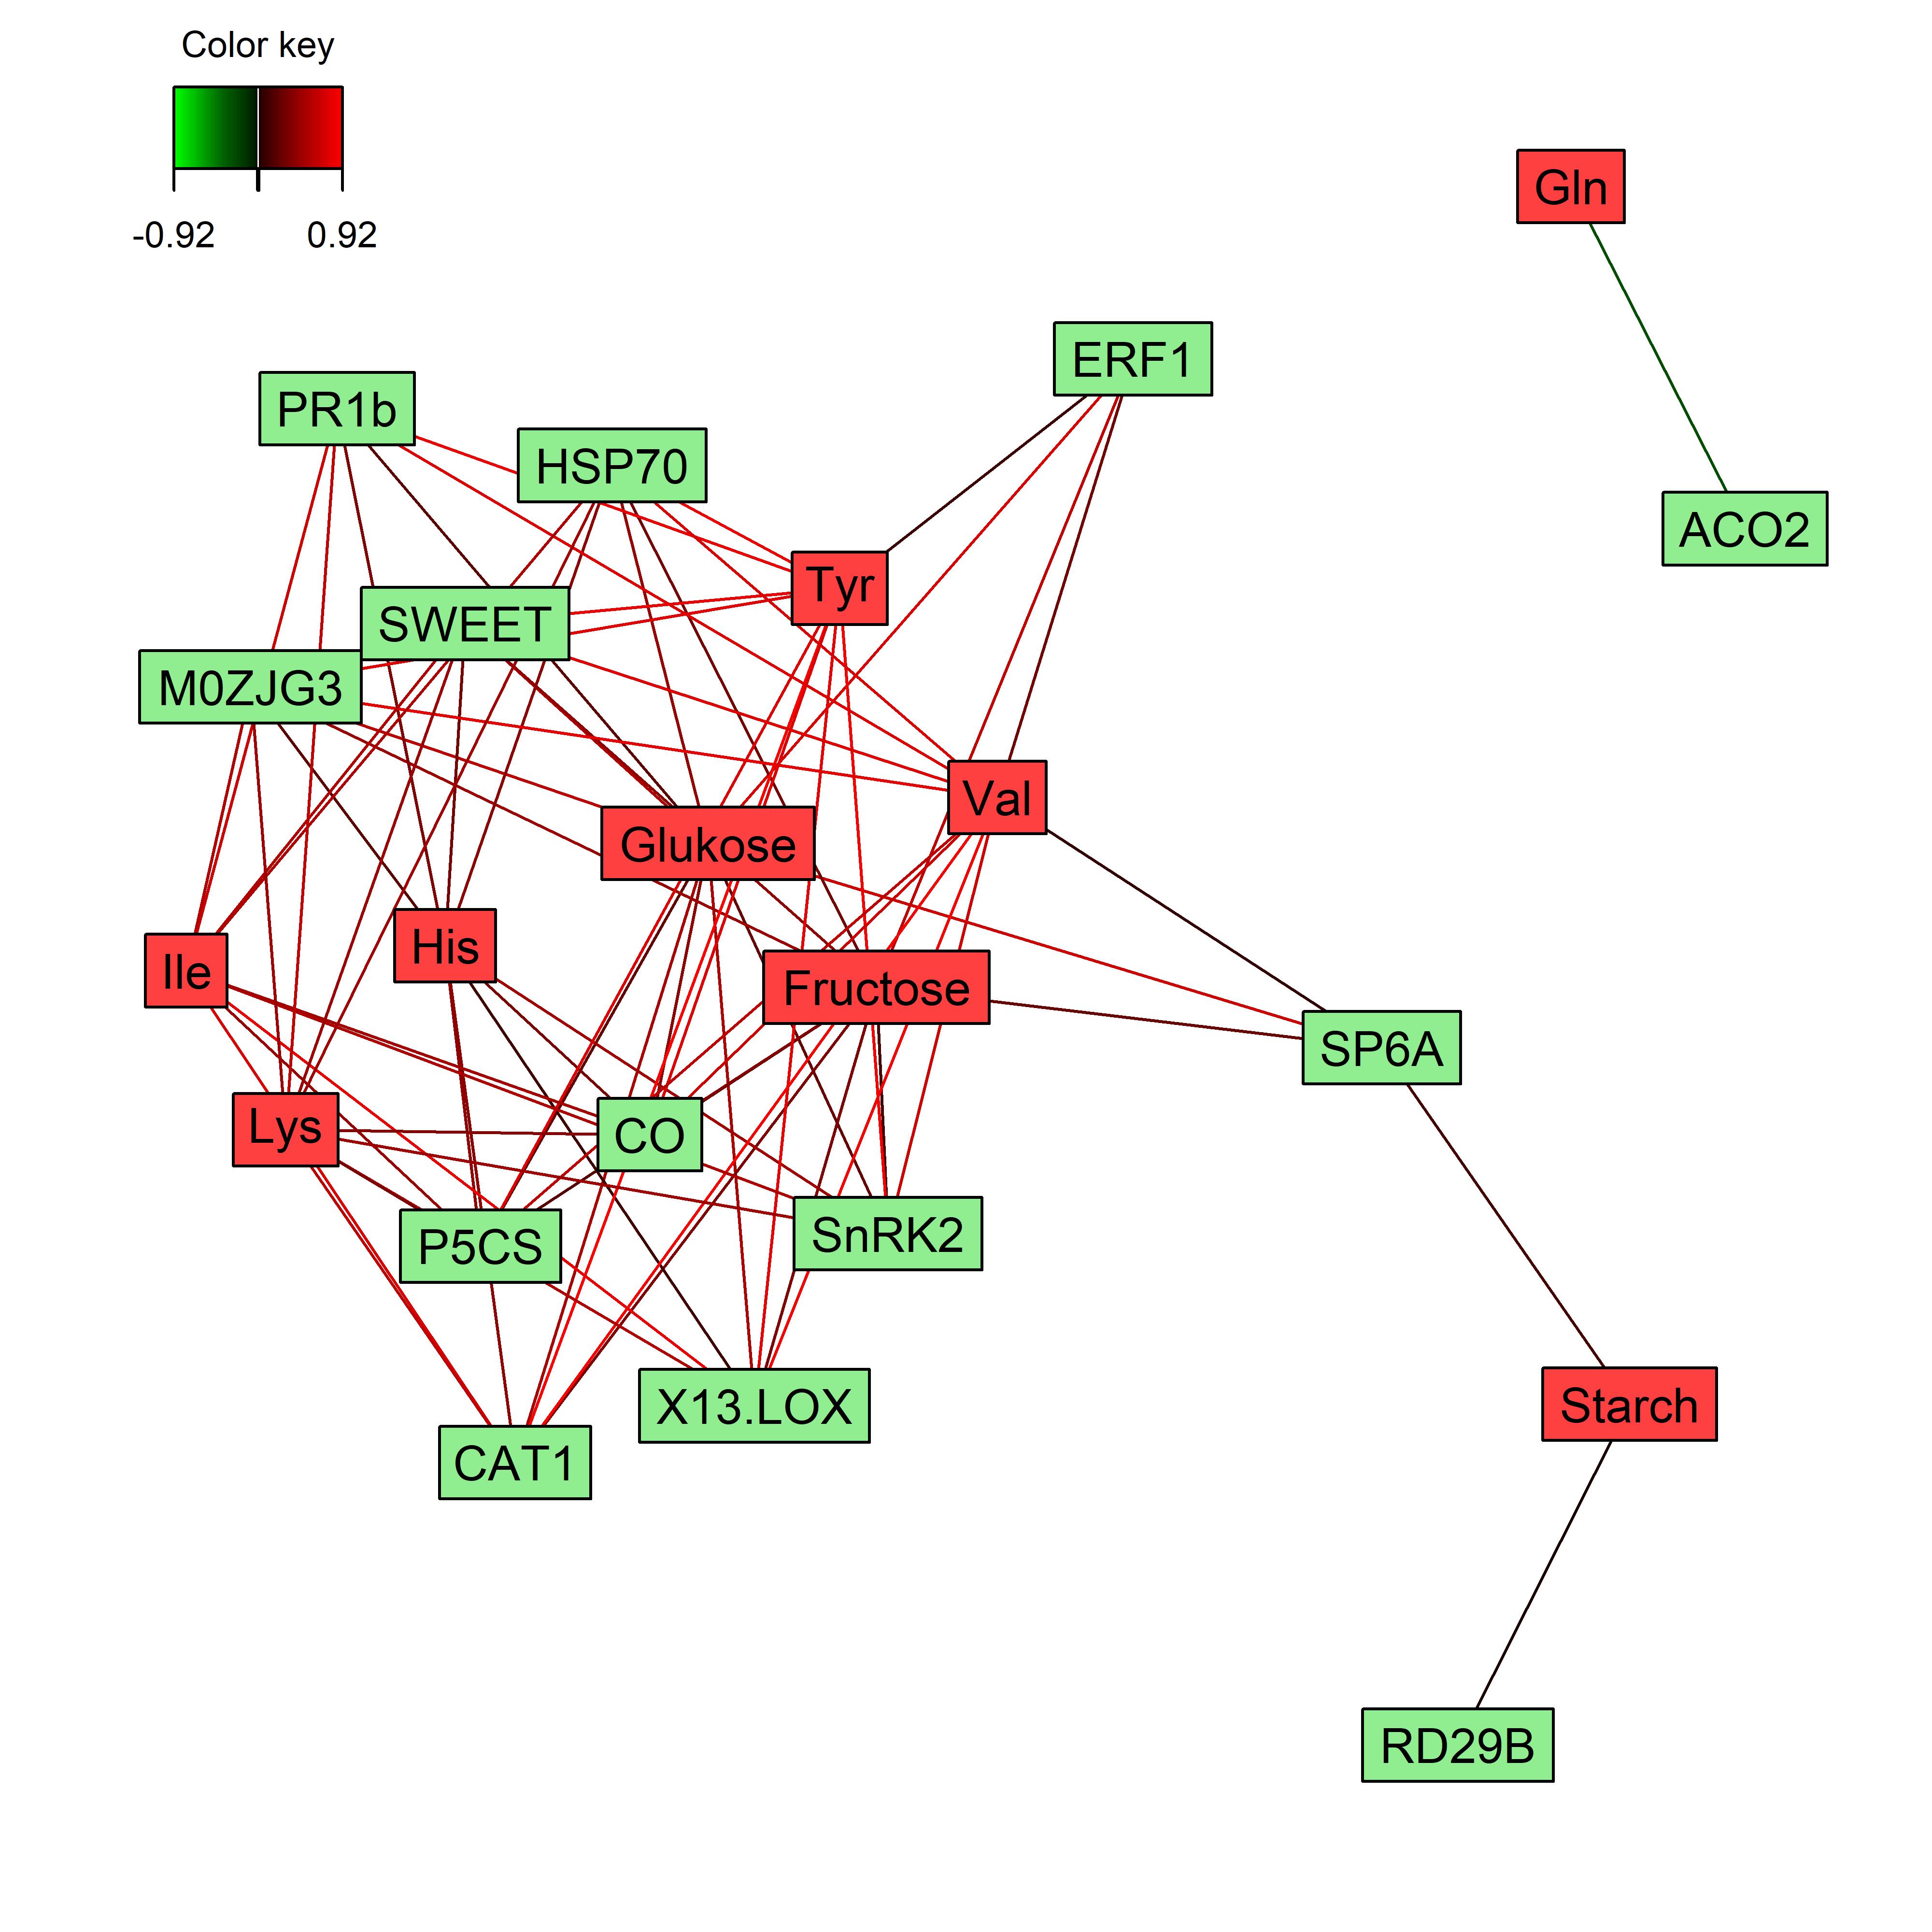 Color key
-0.92 0.92
Gln
ERF1
PR1b
HSP70
ACO2
Tyr
SWEET
M0ZJG3
Val
Glukose
His
Ile
Fructose
SP6A
Lys
CO
SnRK2
P5CS
X13.LOX
Starch
CAT1
RD29B